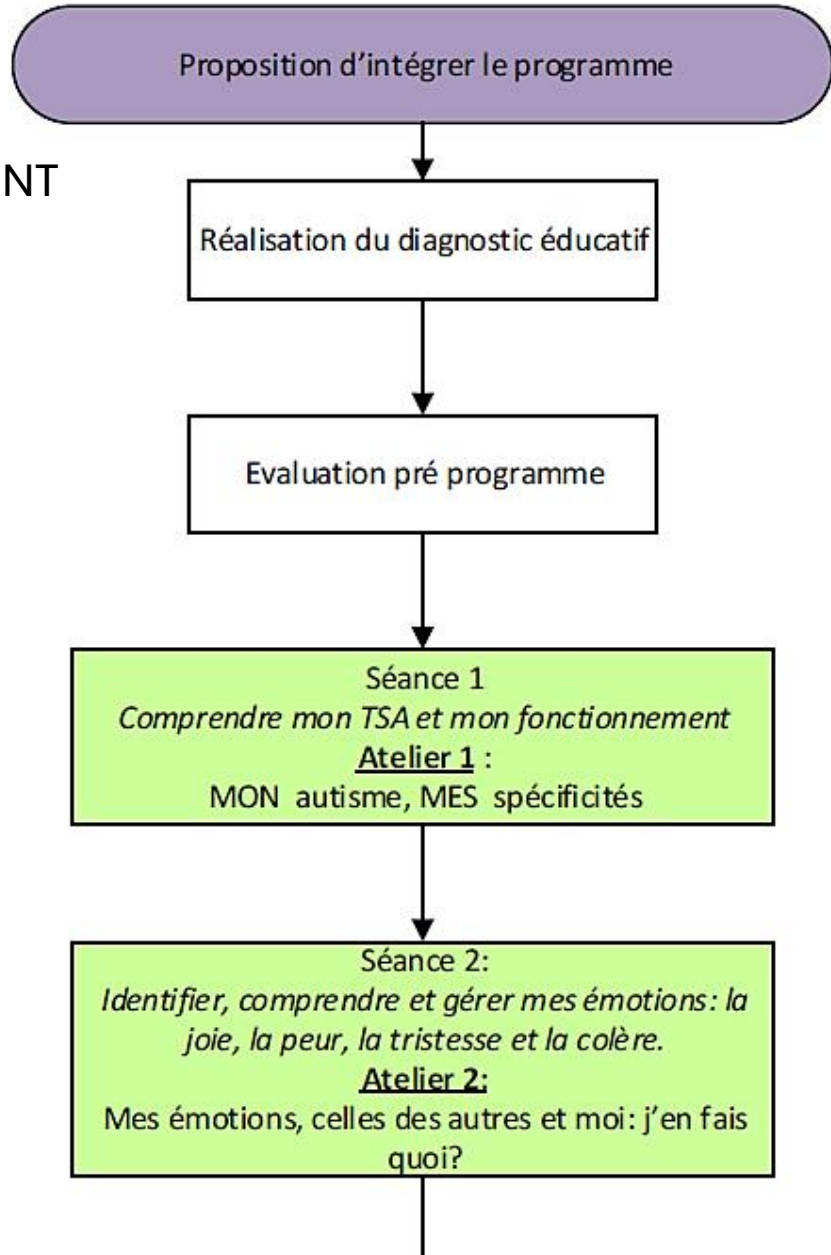 Proposition d'intégrer le programme
NT
Réalisation du diagnostic éducatif
Evaluation pré programme
Séance 1
Comprendre mon TSA et mon fonctionnement
Atelier 1 :
MON autisme, MES spécificités
Séance 2:
Identifier, comprendre et gérer mes émotions: la
joie, la peur, la tristesse et la colère.
Atelier 2:
Mes émotions, celles des autres et moi: j'en fais
quoi?